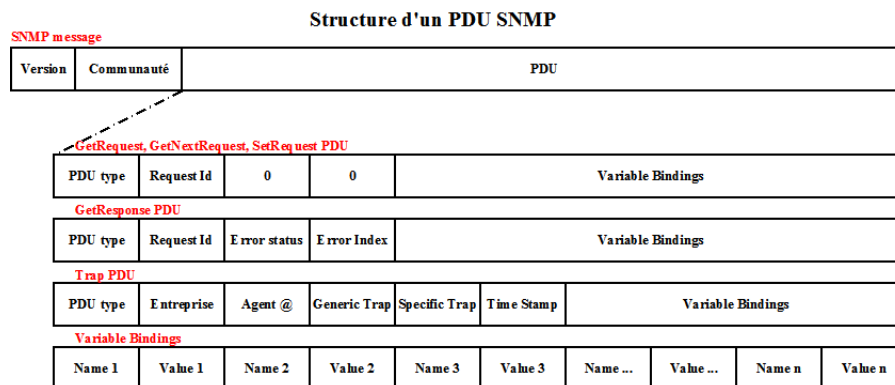 Structure d'un PDU SNMP
SNMP message
Version Communauté PDU
GetRequest, GetNextRequest, SetRequest PDU
PDU type Request Id 0 0 Variable Bindings
GetResponse PDU
PDU type Request Id Error status Error Index Variable Bindings
Trap PDU
PDU type Entreprise Agent @ Generic Trap Specific Trap Time Stamp Variable Bindings
Variable Bindings
Name 1 Value 1 Name 2 Value 2 Name 3 Value 3 Name ... Value ... Name n Value n